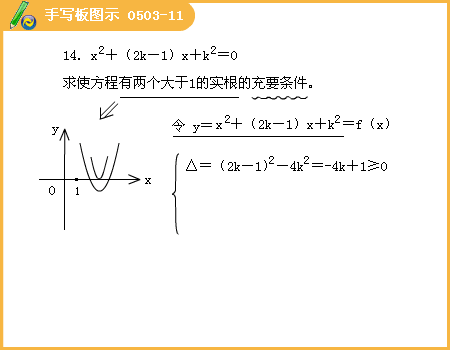 手写板图示 0503-11
14. x²+（2k-1）x+k²=0
求使方程有两个大于1的实根的充要条件。
令 y=x²+（2k-1）x+k²=f（x）
△=（2k-1)²-4k²=-4k+1≥0
y
x
O
1